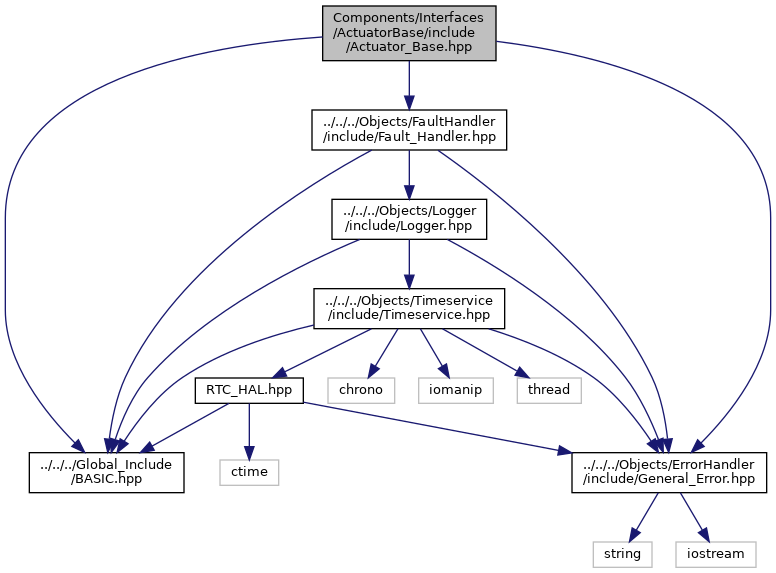 Components/Interfaces
/ActuatorBase/include
/Actuator_Base.hpp
../../../Objects/FaultHandler
/include/Fault_Handler.hpp
../../../Objects/Logger
/include/Logger.hpp
../../../Objects/Timeservice
/include/Timeservice.hpp
RTC_HAL.hpp
chrono
iomanip
thread
../../../Global_Include
/BASIC.hpp
ctime
../../../Objects/ErrorHandler
/include/General_Error.hpp
string
iostream